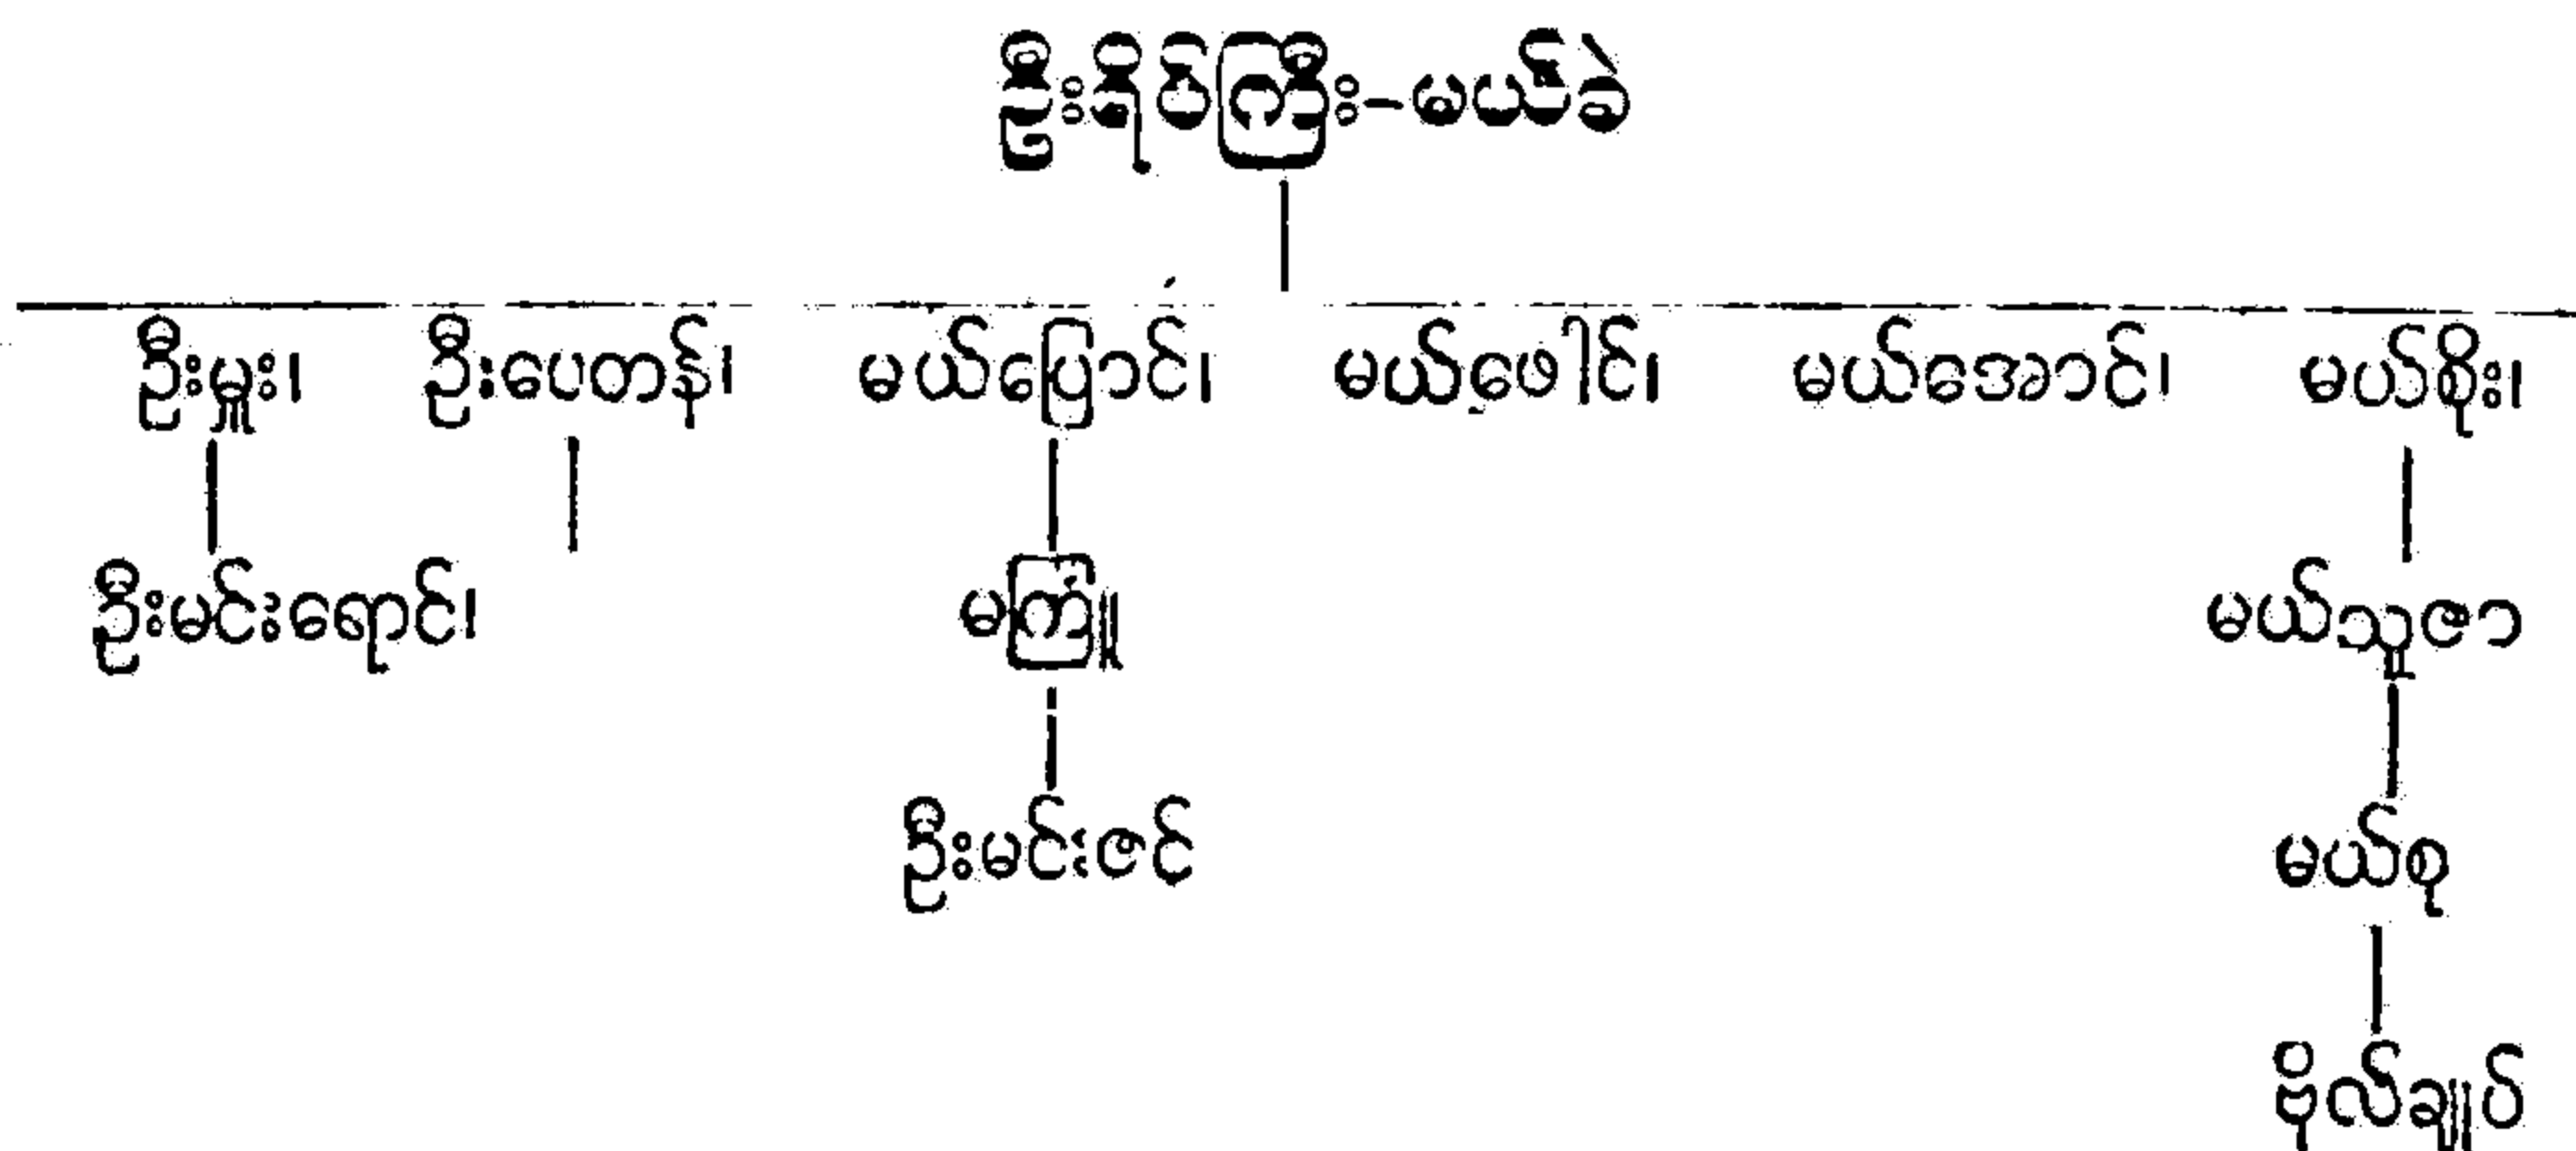 ဦးရိပ်ကြီး-မယ်ခဲ
ဦးမှူး၊ ဦးပေတန်၊ မယ်ပြောင်၊ မယ်ဖေါင်၊ မယ်အောင်၊ မယ်စိုး၊
ဦးမင်းရောင်၊ မကြူံ မယ်သူဇာ
ဦးမင်းဇင် မယ်စု
ဗိုလ်ချုပ်